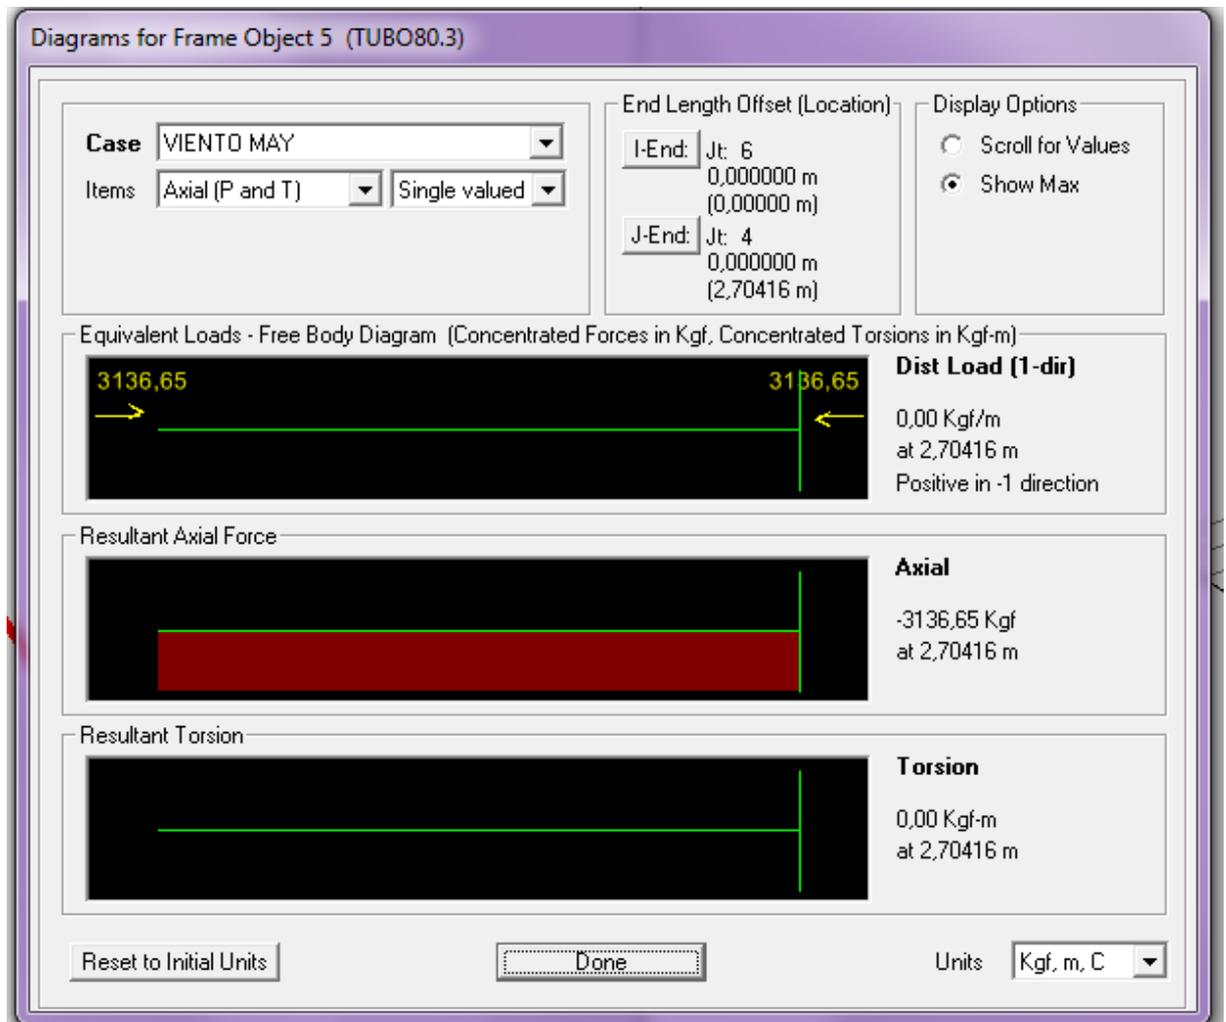 Diagrams for Frame Object 5 (TUBO80.3)
Case VIENTO MAY
Items Axial (P and T) Single valued
End Length Offset (Location)
I-End: Jt: 6
0,000000 m
(0,00000 m)
J-End: Jt: 4
0,000000 m
(2,70416 m)
Display Options
Scroll for Values
Show Max
Equivalent Loads - Free Body Diagram (Concentrated Forces in Kgf, Concentrated Torsions in Kgf-m)
3136,65 3136,65
Dist Load (1-dir)
0,00 Kgf/m
at 2,70416 m
Positive in -1 direction
Resultant Axial Force
Axial
-3136,65 Kgf
at 2,70416 m
Resultant Torsion
Torsion
0,00 Kgf-m
at 2,70416 m
Reset to Initial Units Done Units Kgf, m, C